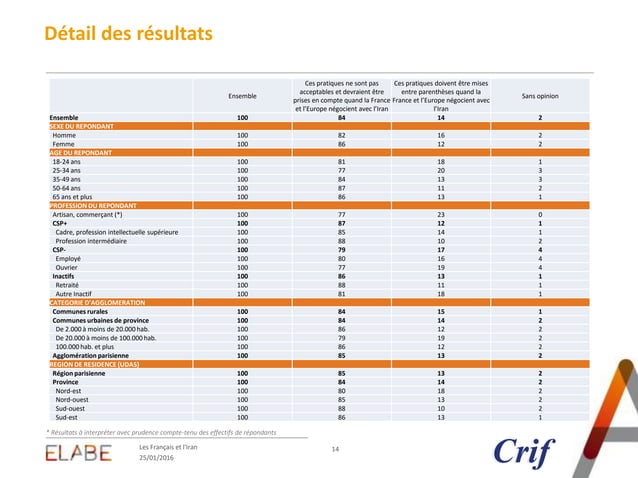 Détail des résultats
Ensemble
Ces pratiques ne sont pas
acceptables et devraient être
prises en compte quand la France
et l'Europe négocient avec l'Iran
Ces pratiques doivent être mises
entre parenthèses quand la
France et l'Europe négocient avec
l'Iran
Sans opinion
Ensemble 100 84 14 2
SEXE DU REPONDANT
Homme 100 82 16 2
Femme 100 86 12 2
AGE DU REPONDANT
18-24 ans 100 81 18 1
25-34 ans 100 77 20 3
35-49 ans 100 84 13 3
50-64 ans 100 87 11 2
65 ans et plus 100 86 13 1
PROFESSION DU REPONDANT
Artisan, commerçant (*) 100 77 23 0
CSP+ 100 87 12 1
Cadre, profession intellectuelle supérieure 100 85 14 1
Profession intermédiaire 100 88 10 2
CSP- 100 79 17 4
Employé 100 80 16 4
Ouvrier 100 77 19 4
Inactifs 100 86 13 1
Retraité 100 88 11 1
Autre Inactif 100 81 18 1
CATEGORIE D'AGGLOMERATION
Communes rurales 100 84 15 1
Communes urbaines de province 100 84 14 2
De 2.000 à moins de 20.000 hab. 100 86 12 2
De 20.000 à moins de 100.000 hab. 100 79 19 2
100.000 hab. et plus 100 86 12 2
Agglomération parisienne 100 85 13 2
REGION DE RESIDENCE (UDA5)
Région parisienne 100 85 13 2
Province 100 84 14 2
Nord-est 100 80 18 2
Nord-ouest 100 85 13 2
Sud-ouest 100 88 10 2
Sud-est 100 86 13 1
* Résultats à interpréter avec prudence compte-tenu des effectifs de répondants
ELABE
Les Français et l'Iran
25/01/2016
14
Crif